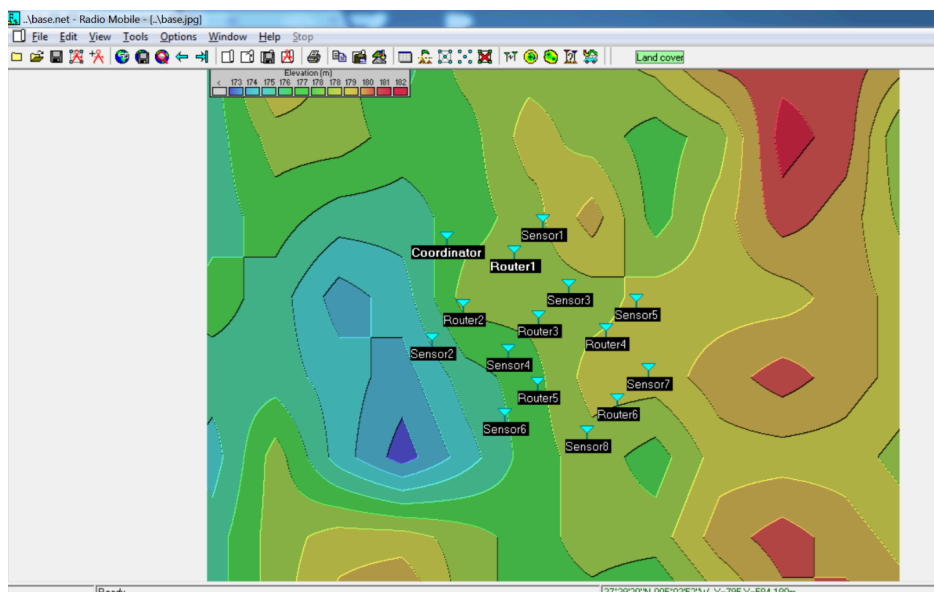 ..\base.net - Radio Mobile - [..\base.jpg]
File Edit View Tools Options Window Help Stop
Land cover
Elevation (m)
< 173 174 175 176 177 178 178 179 180 181 182
Sensor1
Coordinator
Router1
Sensor3
Sensor5
Router2
Router3
Router4
Sensor2
Sensor4
Sensor7
Router5
Router6
Sensor6
Sensor8
Ready